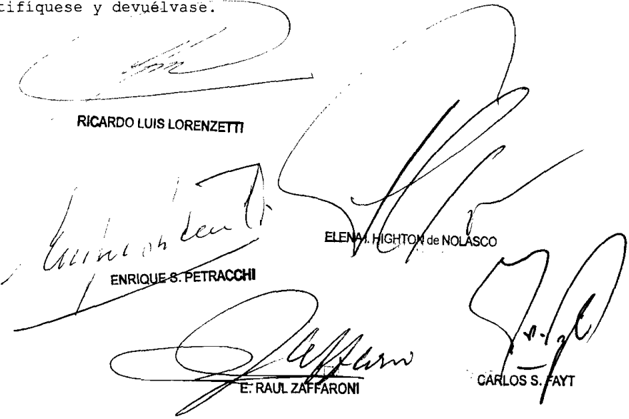 tifíquese y devuélvase.
RICARDO LUIS LORENZETTI
ELENA I. HIGHTON de NOLASCO
ENRIQUE S. PETRACCHI
E. RAUL ZAFFARONI
CARLOS S. FAYT